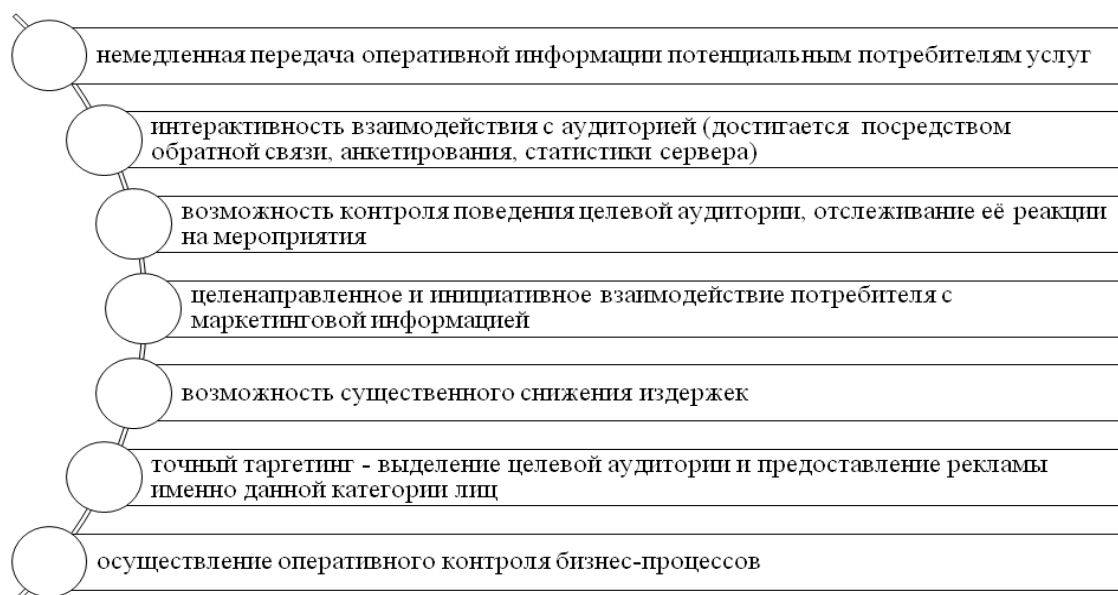 немедленная передача оперативной информации потенциальным потребителям услуг
интерактивность взаимодействия с аудиторией (достигается посредством
обратной связи, анкетирования, статистики сервера)
возможность контроля поведения целевой аудитории, отслеживание её реакции
на мероприятия
целенаправленное и инициативное взаимодействие потребителя с
маркетинговой информацией
возможность существенного снижения издержек
точный таргетинг - выделение целевой аудитории и предоставление рекламы
именно данной категории лиц
осуществление оперативного контроля бизнес-процессов